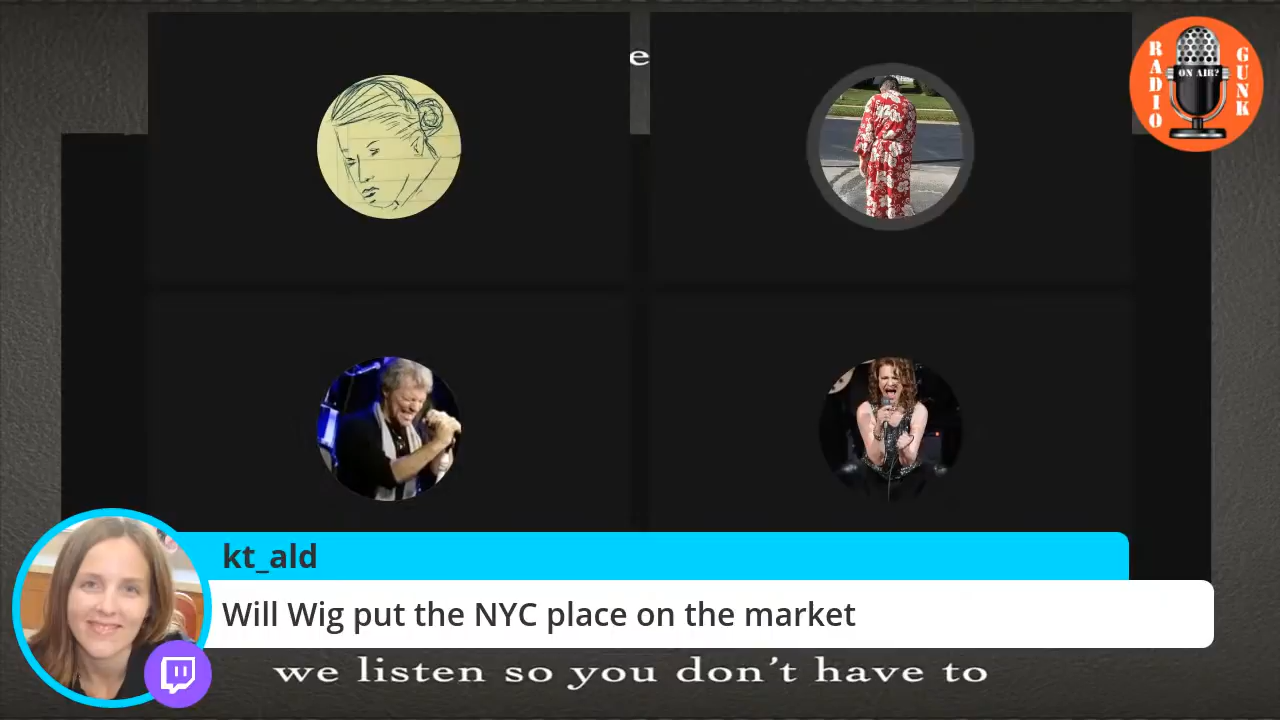 e
RADIO
ON AIR?
GUNK
kt_ald
Will Wig put the NYC place on the market
we listen so you don't have to